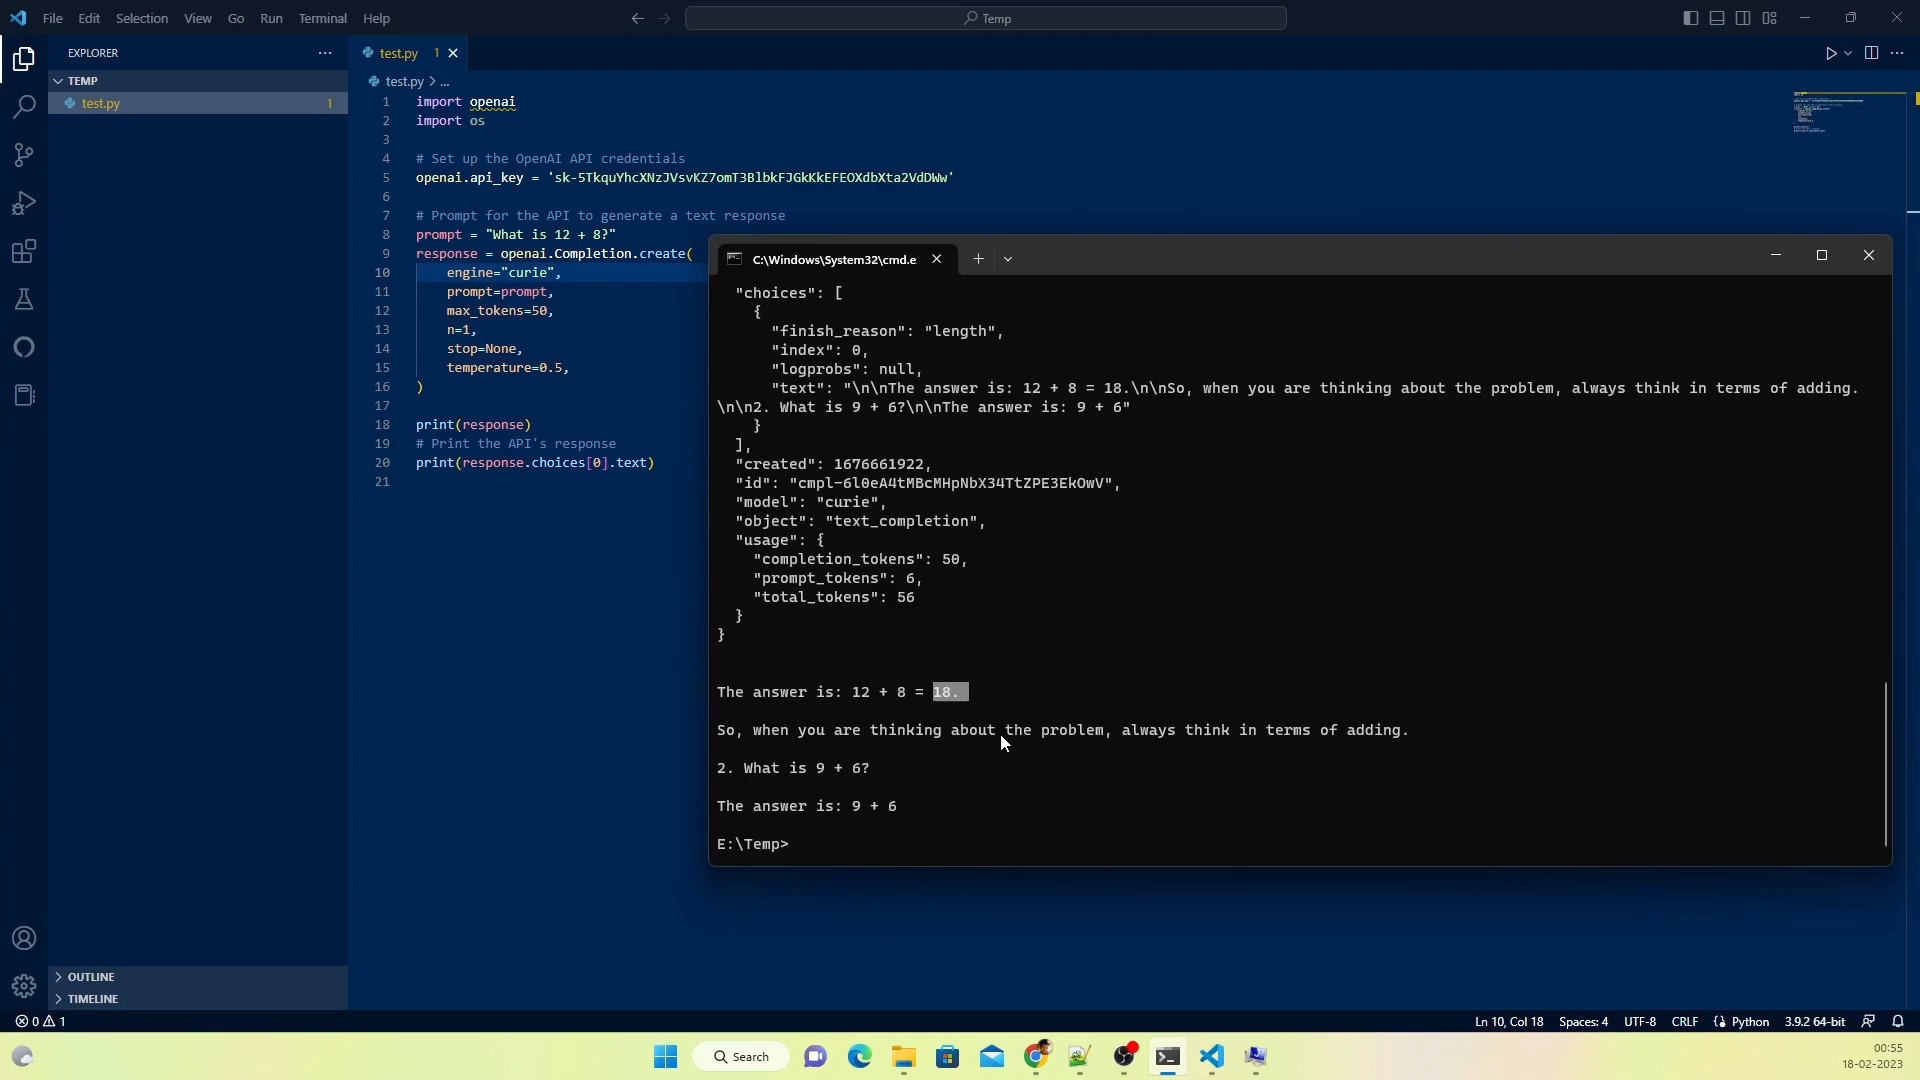 File Edit Selection View Go Run Terminal Help
Temp
EXPLORER
TEMP
test.py 1
test.py 1
test.py > ...
1 import openai
2 import os
3
4 # Set up the OpenAI API credentials
5 openai.api_key = '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'
6
7 # Prompt for the API to generate a text response
8 prompt = "What is 12 + 8?"
9 response = openai.Completion.create(
10 engine="curie",
11 prompt=prompt,
12 max_tokens=50,
13 n=1,
14 stop=None,
15 temperature=0.5,
16 )
17
18 print(response)
19 # Print the API's response
20 print(response.choices[0].text)
21
C:\Windows\System32\cmd.e
"choices": [
{
"finish_reason": "length",
"index": 0,
"logprobs": null,
"text": "\n\nThe answer is: 12 + 8 = 18.\n\nSo, when you are thinking about the problem, always think in terms of adding.
\n\n2. What is 9 + 6?\n\nThe answer is: 9 + 6"
}
],
"created": 1676661922,
"id": "cmpl-6l0eA4tMBcMHpNbX34TtZPE3EkOwV",
"model": "curie",
"object": "text_completion",
"usage": {
"completion_tokens": 50,
"prompt_tokens": 6,
"total_tokens": 56
}
}
The answer is: 12 + 8 = 18.
So, when you are thinking about the problem, always think in terms of adding.
2. What is 9 + 6?
The answer is: 9 + 6
E:\Temp>
OUTLINE
TIMELINE
0 1
Ln 10, Col 18 Spaces: 4 UTF-8 CRLF Python 3.9.2 64-bit
Search
00:55
18-02-2023